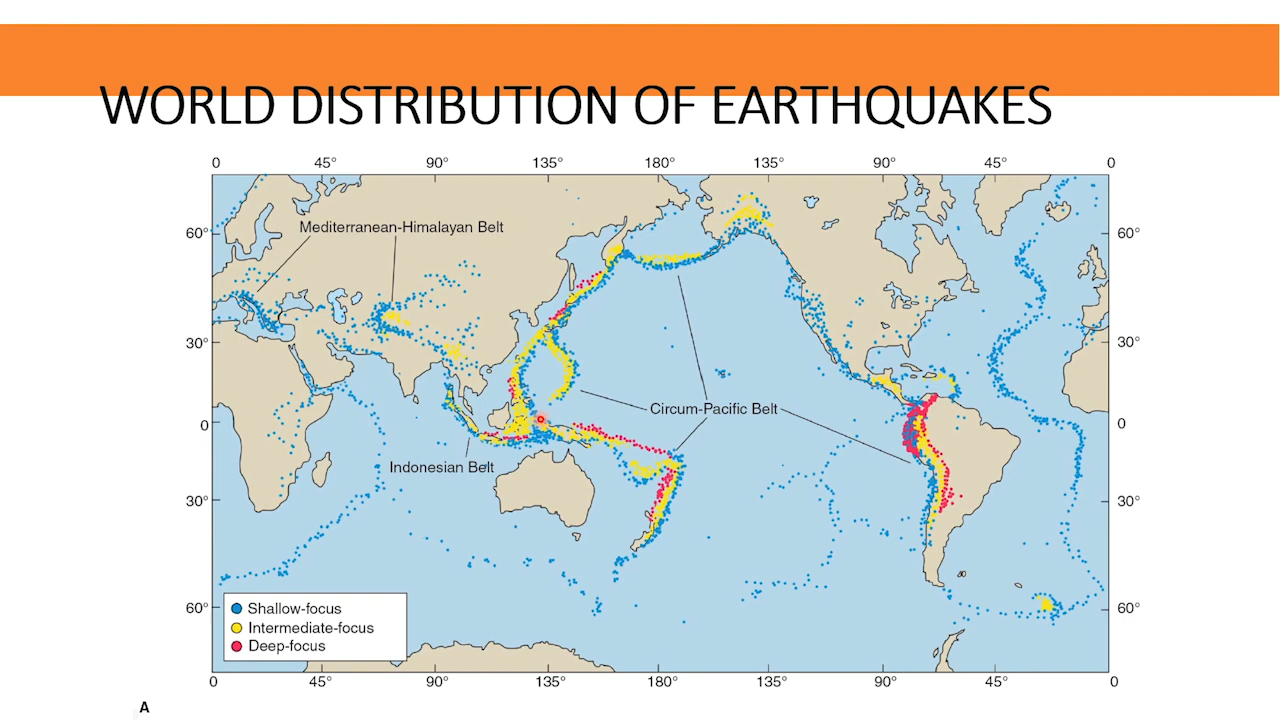 WORLD DISTRIBUTION OF EARTHQUAKES
0 45° 90° 135° 180° 135° 90° 45° 0
Mediterranean-Himalayan Belt
60° 60°
30° 30°
Circum-Pacific Belt
0 0
Indonesian Belt
30° 30°
60° 60°
Shallow-focus
Intermediate-focus
Deep-focus
0 45° 90° 135° 180° 135° 90° 45° 0
A